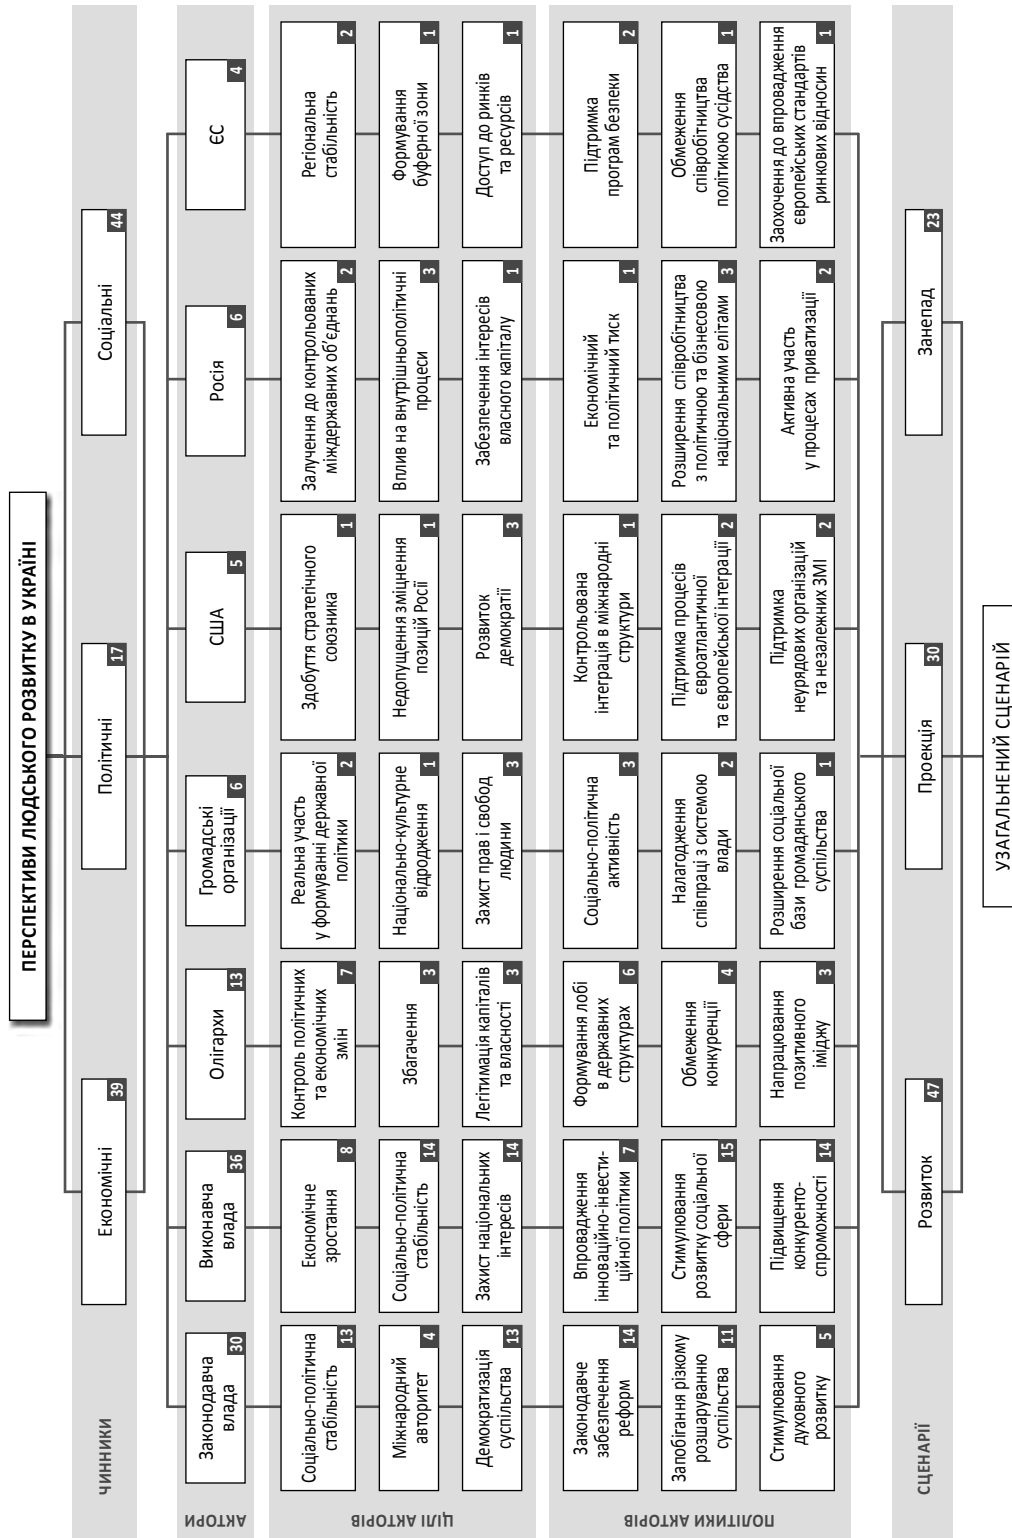 ПЕРСПЕКТИВИ ЛЮДСЬКОГО РОЗВИТКУ В УКРАЇНІ
ЧИННИКИ
Економічні
39
Політичні
17
Соціальні
44
АКТОРИ
Законодавча
влада
30
Виконавча
влада
36
Олігархи
13
Громадські
організації
6
США
5
Росія
6
ЄС
4
ЦІЛІ АКТОРІВ
Соціально-політична
стабільність
13
Економічне
зростання
8
Контроль політичних
та економічних
змін
7
Реальна участь
у формуванні державної
політики
2
Здобуття стратегічного
союзника
1
Залучення до контрольованих
міждержавних об’єднань
2
Регіональна
стабільність
2
Міжнародний
авторитет
4
Соціально-політична
стабільність
14
Збагачення
3
Національно-культурне
відродження
1
Недопущення зміцнення
позицій Росії
1
Вплив на внутрішньополітичні
процеси
3
Формування
буферної зони
1
Демократизація
суспільства
13
Захист національних
інтересів
14
Легітимація капіталів
та власності
3
Захист прав і свобод
людини
3
Розвиток
демократії
3
Забезпечення інтересів
власного капіталу
1
Доступ до ринків
та ресурсів
1
ПОЛІТИКИ АКТОРІВ
Законодавче
забезпечення
реформ
14
Впровадження
інноваційно-інвести-
ційної політики
7
Формування лобі
в державних
структурах
6
Соціально-політична
активність
3
Контрольована
інтеграція в міжнародні
структури
1
Економічний
та політичний тиск
1
Підтримка
програм безпеки
2
Запобігання різкому
розшаруванню
суспільства
11
Стимулювання
розвитку соціальної
сфери
15
Обмеження
конкуренції
4
Налагодження
співпраці з системою
влади
2
Підтримка процесів
євроатлантичної
та європейської інтеграції
2
Розширення співробітництва
з політичною та бізнесовою
національними елітами
3
Обмеження
співробітництва
політикою сусідства
1
Стимулювання
духовного
розвитку
5
Підвищення
конкуренто-
спроможності
14
Напрацювання
позитивного
іміджу
3
Розширення соціальної
бази громадянського
суспільства
1
Підтримка
неурядових організацій
та незалежних ЗМІ
2
Активна участь
у процесах приватизації
2
Заохочення до впровадження
європейських стандартів
ринкових відносин
1
СЦЕНАРІЇ
Розвиток
47
Проекція
30
Занепад
23
УЗАГАЛЬНЕНИЙ СЦЕНАРІЙ